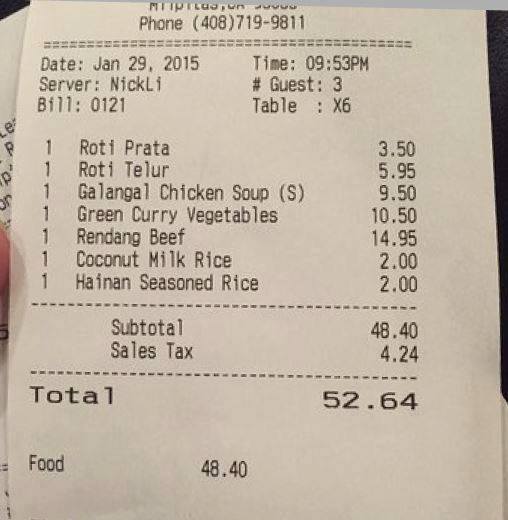 Milpitas,CA 95035
Phone (408)719-9811
========================================
Date: Jan 29, 2015 Time: 09:53PM
Server: NickLi # Guest: 3
Bill: 0121 Table : X6
1 Roti Prata 3.50
1 Roti Telur 5.95
1 Galangal Chicken Soup (S) 9.50
1 Green Curry Vegetables 10.50
1 Rendang Beef 14.95
1 Coconut Milk Rice 2.00
1 Hainan Seasoned Rice 2.00
----------------------------------------
Subtotal 48.40
Sales Tax 4.24
----------------------------------------
Total 52.64
Food 48.40